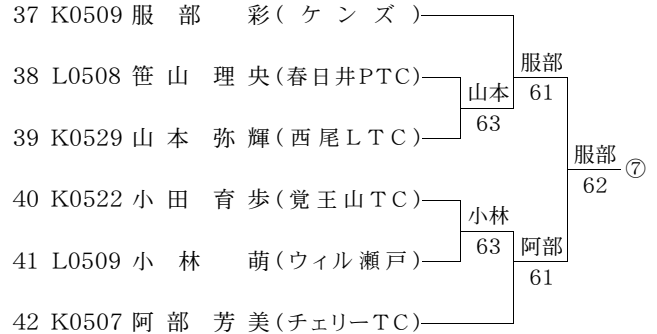 37 K0509 服部 彩(ケンズ)
服部
38 L0508 笹山 理央(春日井PTC)
山本
61
63
39 K0529 山本 弥輝(西尾LTC)
服部
⑦
62
40 K0522 小田 育歩(覚王山TC)
小林
63
阿部
41 L0509 小林 萌(ウィル瀬戸)
61
42 K0507 阿部 芳美(チェリーTC)